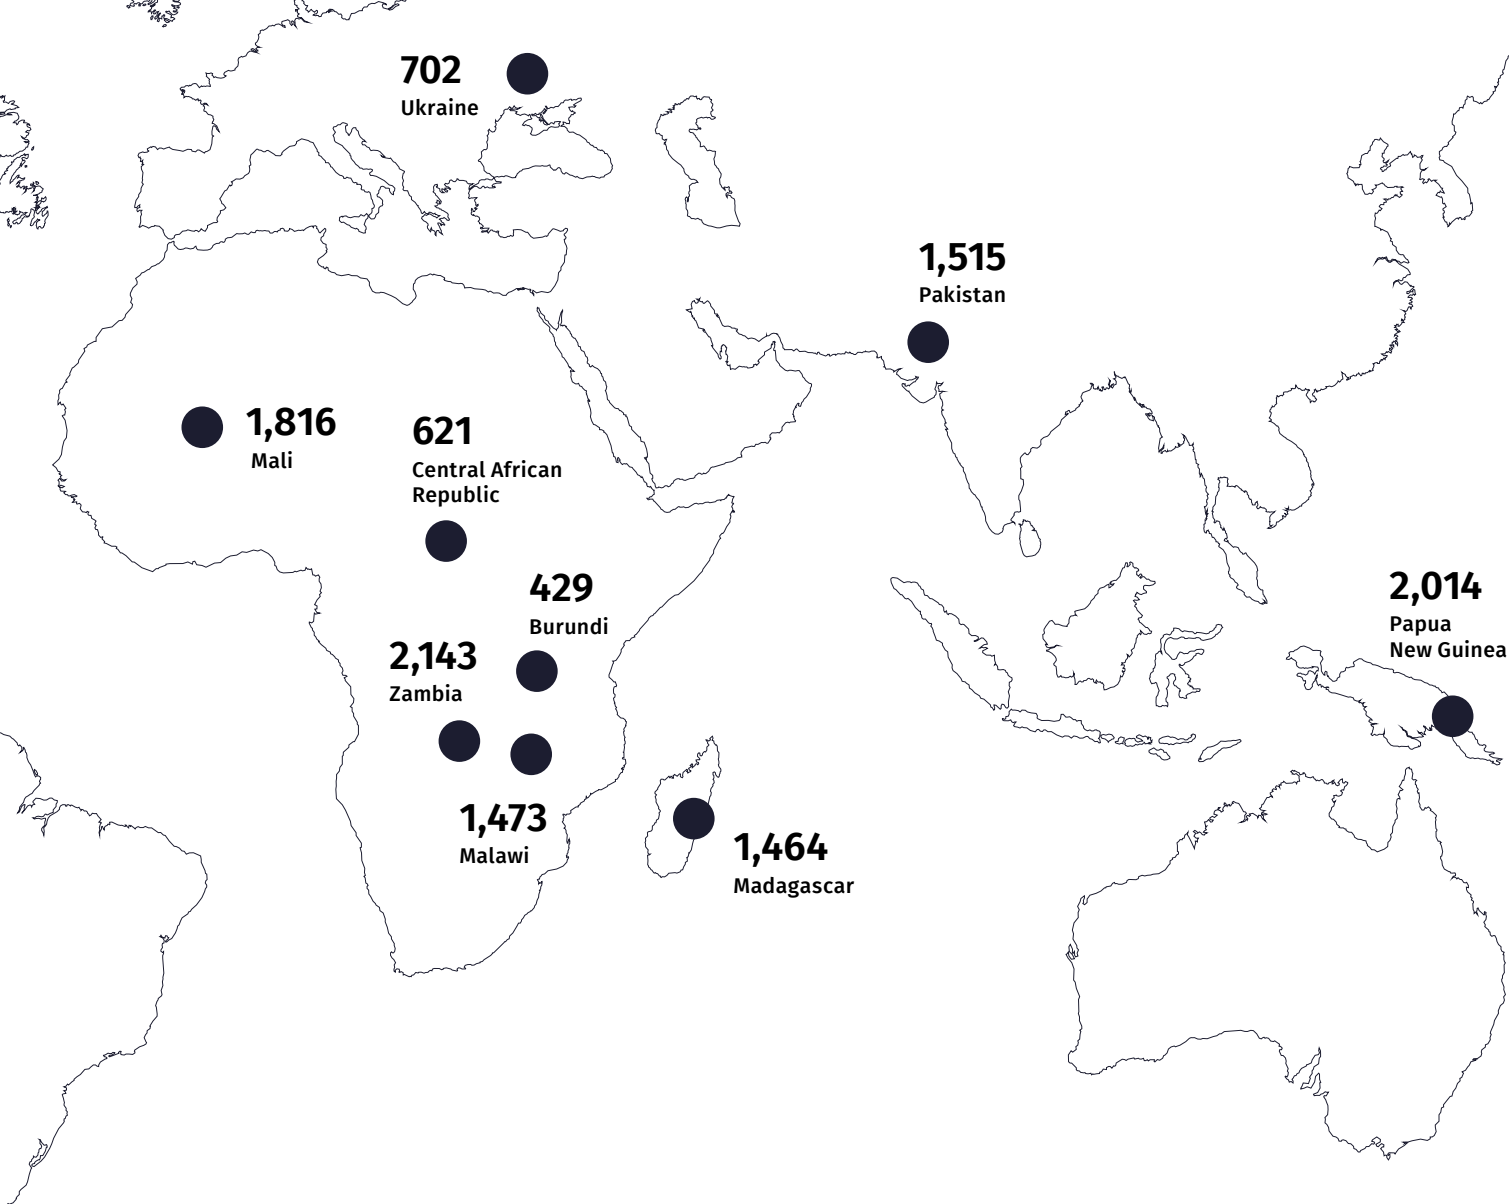 702
Ukraine
1,515
Pakistan
1,816
Mali
621
Central African
Republic
429
Burundi
2,014
Papua
New Guinea
2,143
Zambia
1,473
Malawi
1,464
Madagascar